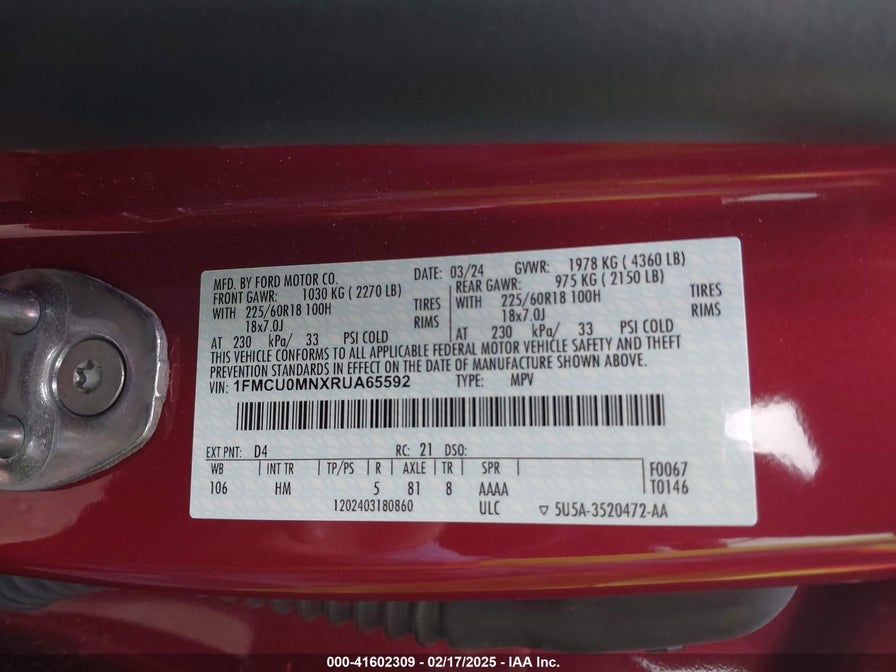 MFD. BY FORD MOTOR CO.
DATE: 03/24 GVWR: 1978 KG ( 4360 LB)
FRONT GAWR: 1030 KG ( 2270 LB)
REAR GAWR: 975 KG ( 2150 LB)
WITH 225/60R18 100H TIRES
WITH 225/60R18 100H TIRES
18x7.0J RIMS
18x7.0J RIMS
AT 230 kPa/ 33 PSI COLD
AT 230 kPa/ 33 PSI COLD
THIS VEHICLE CONFORMS TO ALL APPLICABLE FEDERAL MOTOR VEHICLE SAFETY AND THEFT
PREVENTION STANDARDS IN EFFECT ON THE DATE OF MANUFACTURE SHOWN ABOVE.
VIN: 1FMCU0MNXRUA65592 TYPE: MPV
EXT PNT: D4 RC: 21 DSO:
WB INT TR TP/PS R AXLE TR SPR F0067
106 HM 5 81 8 AAAA T0146
1202403180860 ULC ▽ 5U5A-3520472-AA
000-41602309 - 02/17/2025 - IAA Inc.